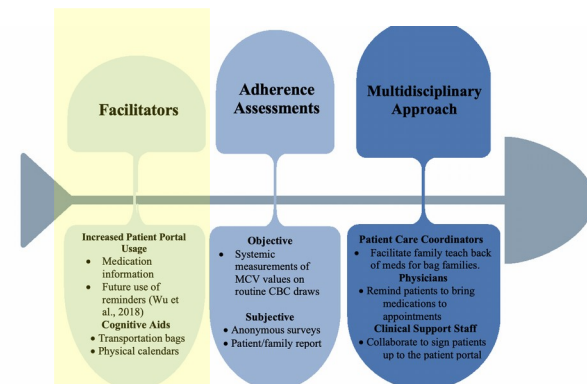 Facilitators
Increased Patient Portal
Usage
• Medication
information
• Future use of
reminders (Wu
et al., 2018)
Cognitive Aids
• Transportation bags
• Physical calendars
Adherence
Assessments
Objective
• Systemic
measurements of
MCV values on
routine CBC draws
Subjective
• Anonymous surveys
• Patient/family report
Multidisciplinary
Approach
Patient Care Coordinators
• Facilitate family teach back
of meds for bag families.
Physicians
• Remind patients to bring
medications to
appointments
Clinical Support Staff
• Collaborate to sign patients
up to the patient portal